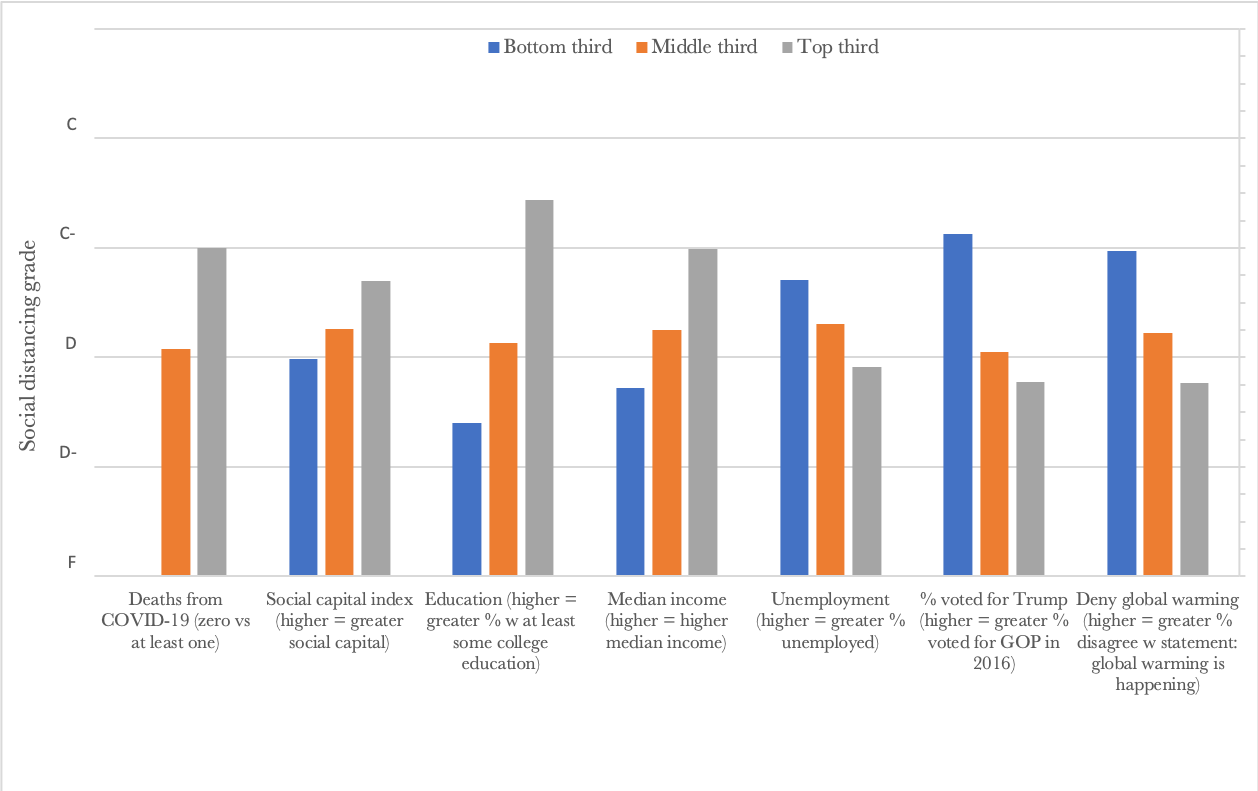 Bottom third Middle third Top third
C
C-
D
D-
F
Social distancing grade
Deaths from
COVID-19 (zero vs
at least one)
Social capital index
(higher = greater
social capital)
Education (higher =
greater % w at least
some college
education)
Median income
(higher = higher
median income)
Unemployment
(higher = greater %
unemployed)
% voted for Trump
(higher = greater %
voted for GOP in
2016)
Deny global warming
(higher = greater %
disagree w statement:
global warming is
happening)